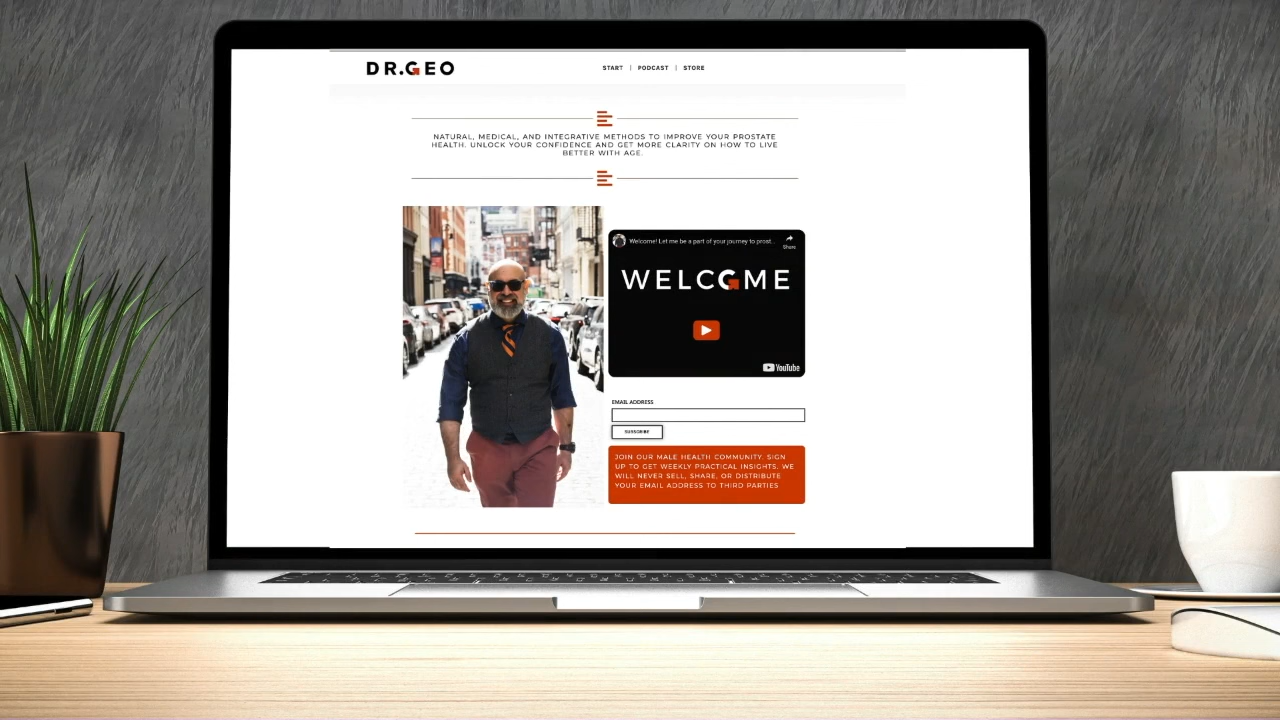 DR.GEO
START | PODCAST | STORE
NATURAL, MEDICAL, AND INTEGRATIVE METHODS TO IMPROVE YOUR PROSTATE
HEALTH. UNLOCK YOUR CONFIDENCE AND GET MORE CLARITY ON HOW TO LIVE
BETTER WITH AGE.
Welcome! Let me be a part of your journey to prost...
Share
WELCOME
YouTube
EMAIL ADDRESS
SUBSCRIBE
JOIN OUR MALE HEALTH COMMUNITY. SIGN
UP TO GET WEEKLY PRACTICAL INSIGHTS. WE
WILL NEVER SELL, SHARE, OR DISTRIBUTE
YOUR EMAIL ADDRESS TO THIRD PARTIES